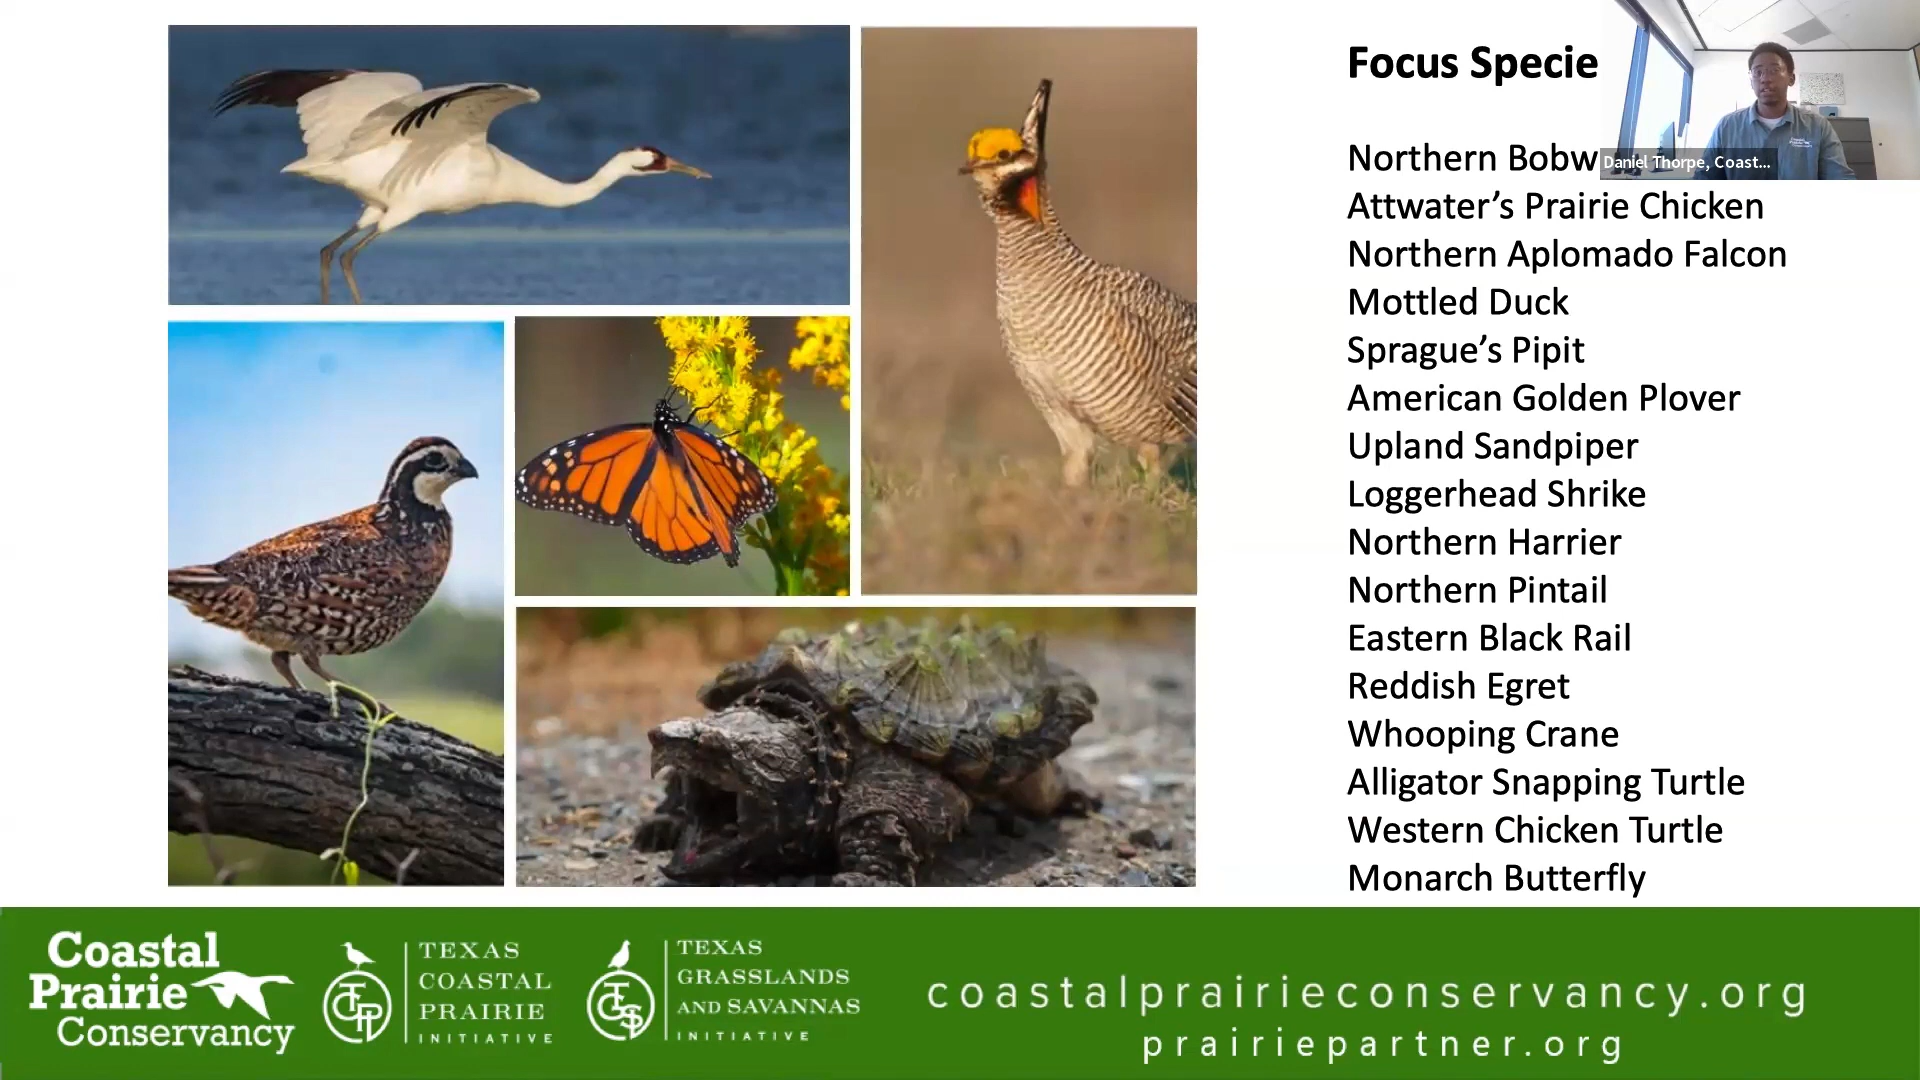 Focus Specie
Northern Bobw
Daniel Thorpe, Coast...
Attwater’s Prairie Chicken
Northern Aplomado Falcon
Mottled Duck
Sprague’s Pipit
American Golden Plover
Upland Sandpiper
Loggerhead Shrike
Northern Harrier
Northern Pintail
Eastern Black Rail
Reddish Egret
Whooping Crane
Alligator Snapping Turtle
Western Chicken Turtle
Monarch Butterfly
Coastal
Prairie
Conservancy
TEXAS
COASTAL
PRAIRIE
INITIATIVE
TEXAS
GRASSLANDS
AND SAVANNAS
INITIATIVE
coastalprairieconservancy.org
prairiepartner.org